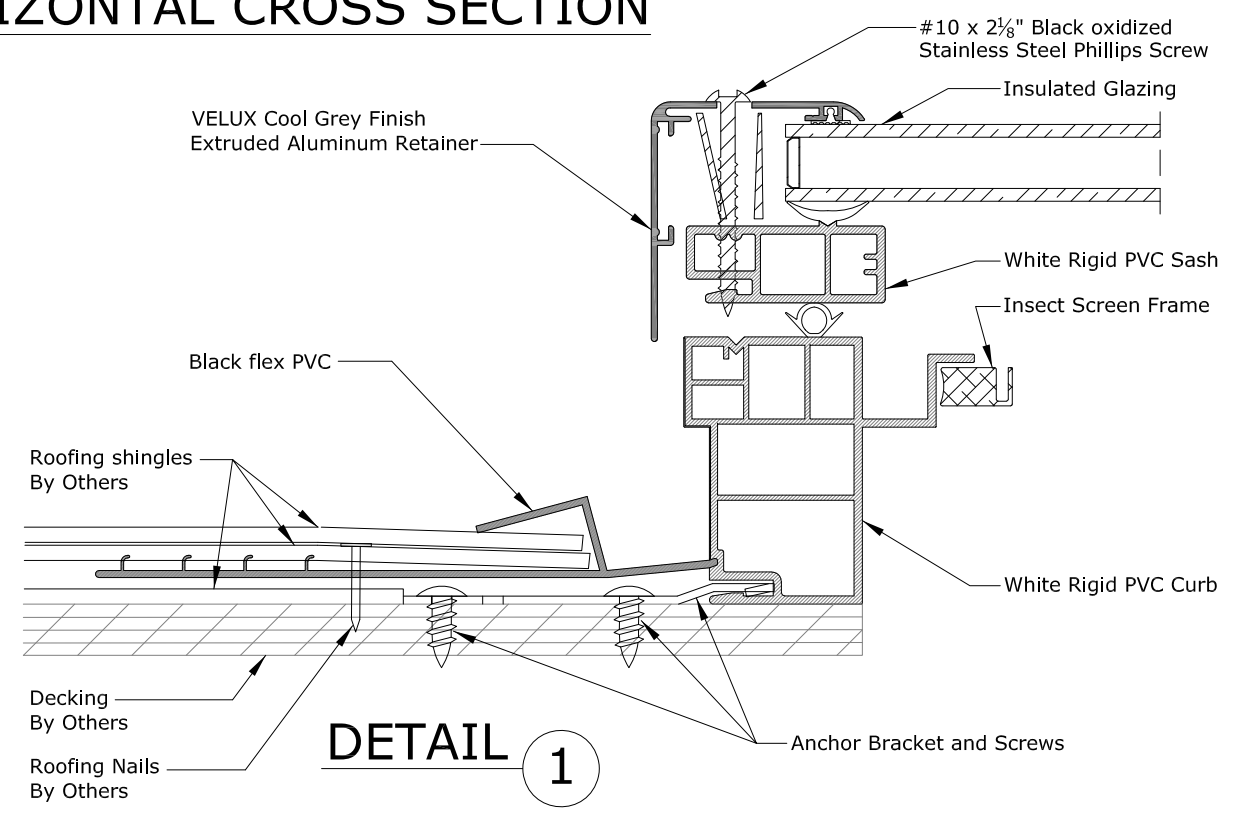 IZONTAL CROSS SECTION
#10 x 2⅛" Black oxidized
Stainless Steel Phillips Screw
Insulated Glazing
VELUX Cool Grey Finish
Extruded Aluminum Retainer
White Rigid PVC Sash
Insect Screen Frame
Black flex PVC
Roofing shingles
By Others
White Rigid PVC Curb
Decking
By Others
Anchor Bracket and Screws
Roofing Nails
By Others
DETAIL 1